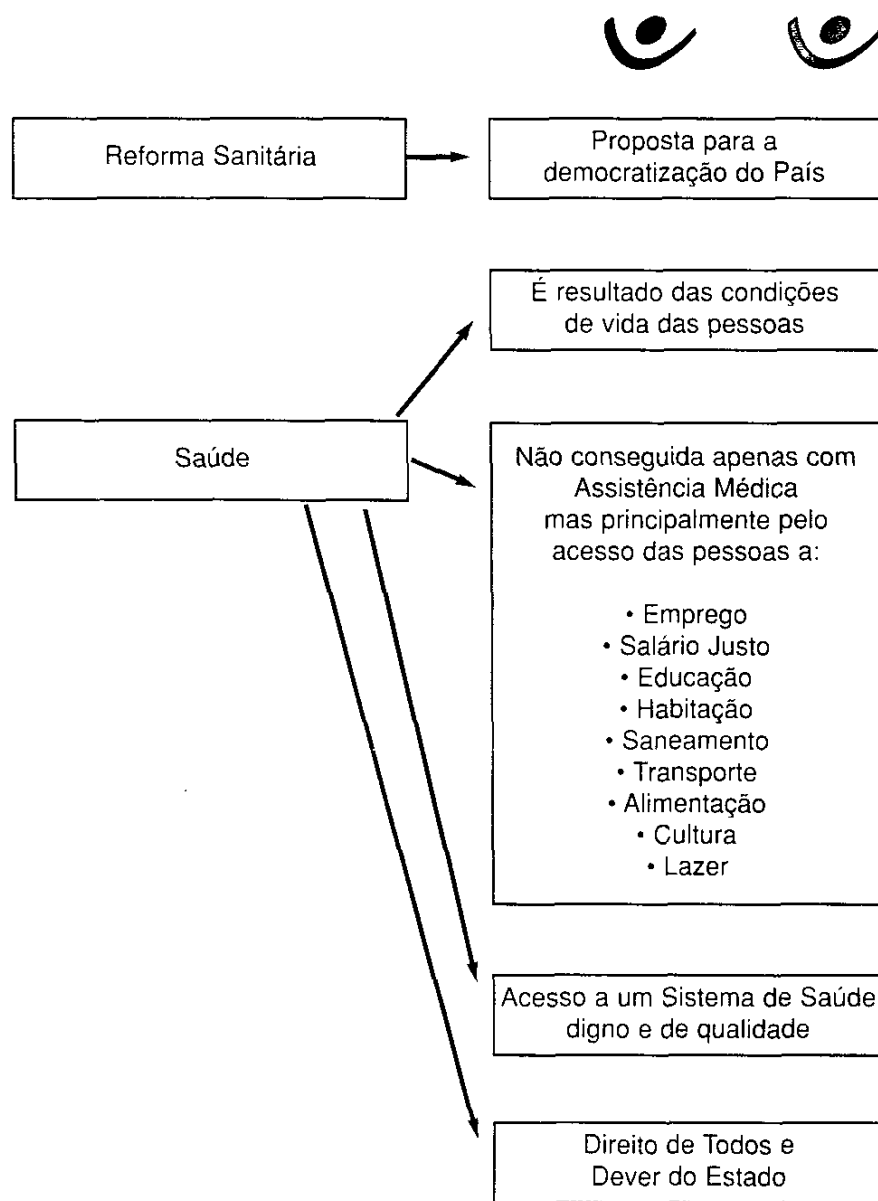 Reforma Sanitária
Proposta para a
democratização do País
É resultado das condições
de vida das pessoas
Saúde
Não conseguida apenas com
Assistência Médica
mas principalmente pelo
acesso das pessoas a:
• Emprego
• Salário Justo
• Educação
• Habitação
• Saneamento
• Transporte
• Alimentação
• Cultura
• Lazer
Acesso a um Sistema de Saúde
digno e de qualidade
Direito de Todos e
Dever do Estado